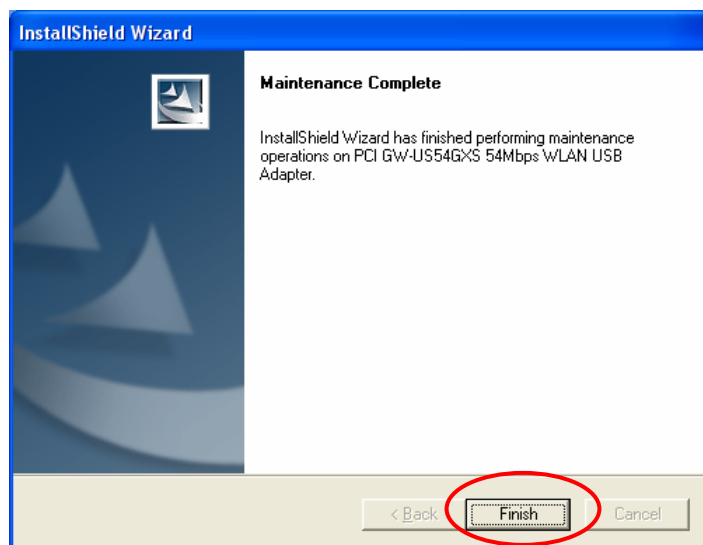 InstallShield Wizard
Maintenance Complete
InstallShield Wizard has finished performing maintenance
operations on PCI GW-US54GXS 54Mbps WLAN USB
Adapter.
< Back
Finish
Cancel